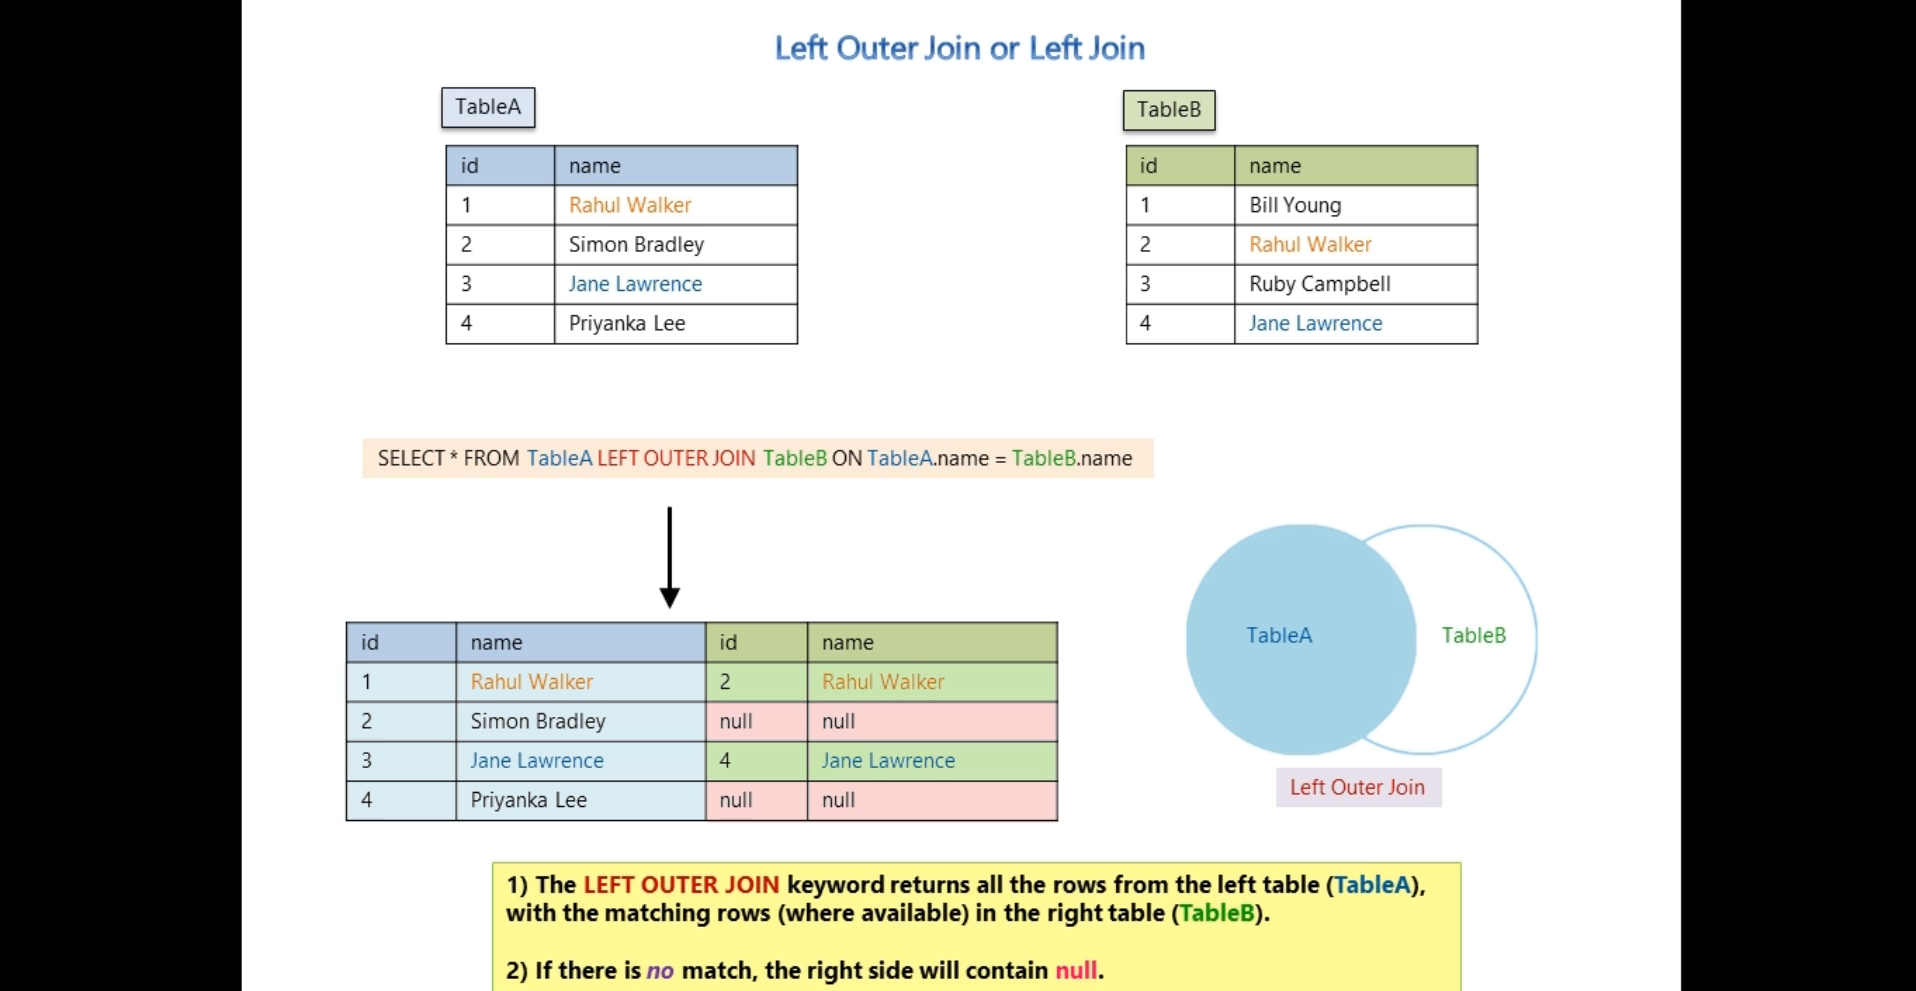 Left Outer Join or Left Join
TableA
id name
1 Rahul Walker
2 Simon Bradley
3 Jane Lawrence
4 Priyanka Lee
TableB
id name
1 Bill Young
2 Rahul Walker
3 Ruby Campbell
4 Jane Lawrence
SELECT * FROM TableA LEFT OUTER JOIN TableB ON TableA.name = TableB.name
id name id name
1 Rahul Walker 2 Rahul Walker
2 Simon Bradley null null
3 Jane Lawrence 4 Jane Lawrence
4 Priyanka Lee null null
TableA TableB
Left Outer Join
1) The LEFT OUTER JOIN keyword returns all the rows from the left table (TableA),
with the matching rows (where available) in the right table (TableB).
2) If there is no match, the right side will contain null.